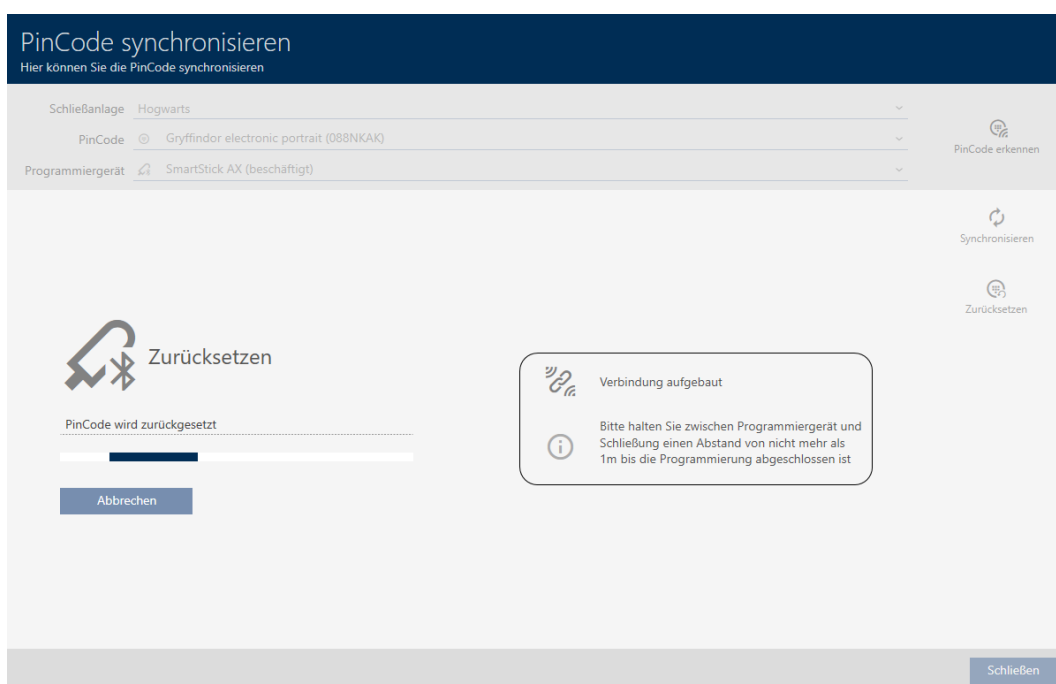 PinCode synchronisieren
Hier können Sie die PinCode synchronisieren
Schließanlage Hogwarts
PinCode Gryffindor electronic portrait (088NKAK)
Programmiergerät SmartStick AX (beschäftigt)
PinCode erkennen
Synchronisieren
Zurücksetzen
Zurücksetzen
PinCode wird zurückgesetzt
Abbrechen
Verbindung aufgebaut
Bitte halten Sie zwischen Programmiergerät und
Schließung einen Abstand von nicht mehr als
1m bis die Programmierung abgeschlossen ist
Schließen